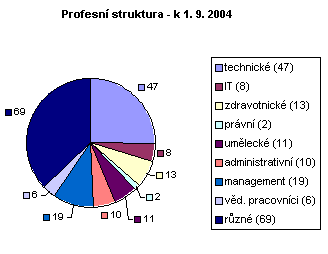 Profesní struktura - k 1. 9. 2004
47
8
13
2
11
10
19
6
69
technické (47)
IT (8)
zdravotnické (13)
právní (2)
umělecké (11)
administrativní (10)
management (19)
věd. pracovníci (6)
různé (69)